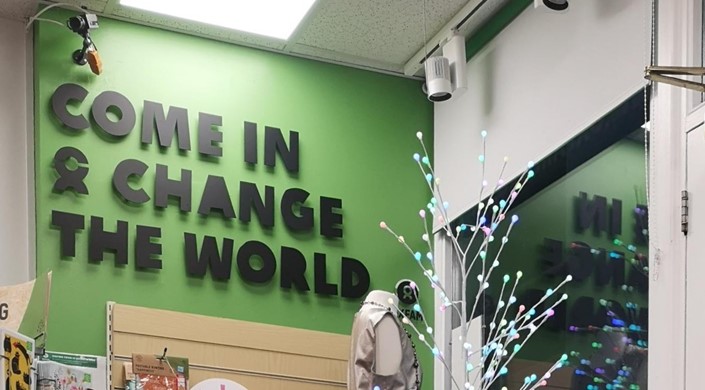 COME IN
& CHANGE
THE WORLD